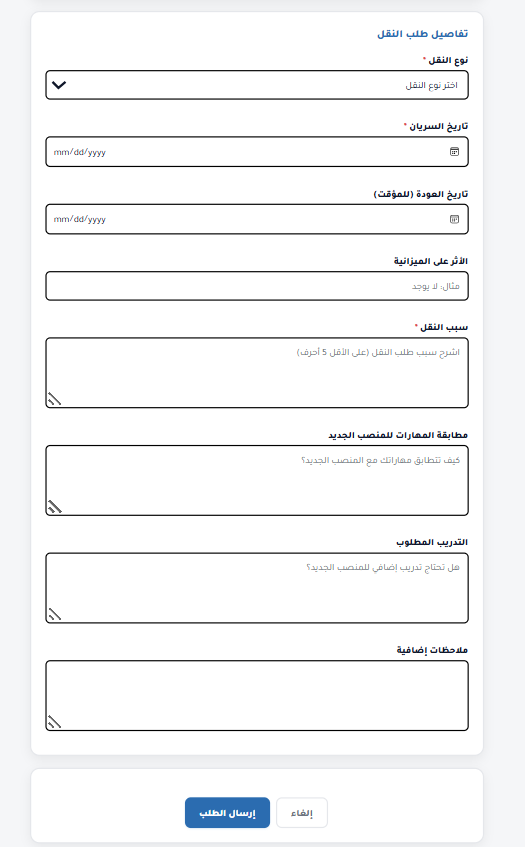 تفاصيل طلب النقل
نوع النقل *
اختر نوع النقل
تاريخ السريان *
mm/dd/yyyy
تاريخ العودة (للمؤقت)
mm/dd/yyyy
الأثر على الميزانية
مثال: لا يوجد
سبب النقل *
اشرح سبب طلب النقل (على الأقل 5 أحرف)
مطابقة المهارات للمنصب الجديد
كيف تتطابق مهاراتك مع المنصب الجديد؟
التدريب المطلوب
هل تحتاج تدريب إضافي للمنصب الجديد؟
ملاحظات إضافية
إلغاء
إرسال الطلب